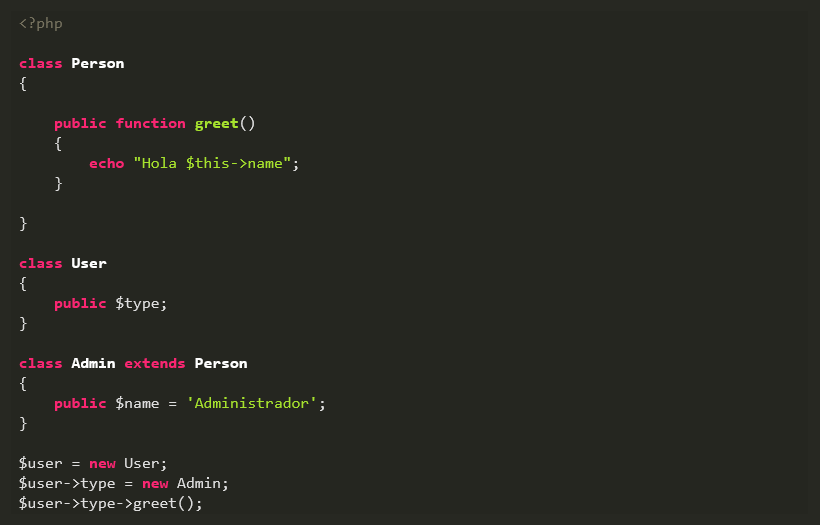 <?php
class Person
{
public function greet()
{
echo "Hola $this->name";
}
}
class User
{
public $type;
}
class Admin extends Person
{
public $name = 'Administrador';
}
$user = new User;
$user->type = new Admin;
$user->type->greet();